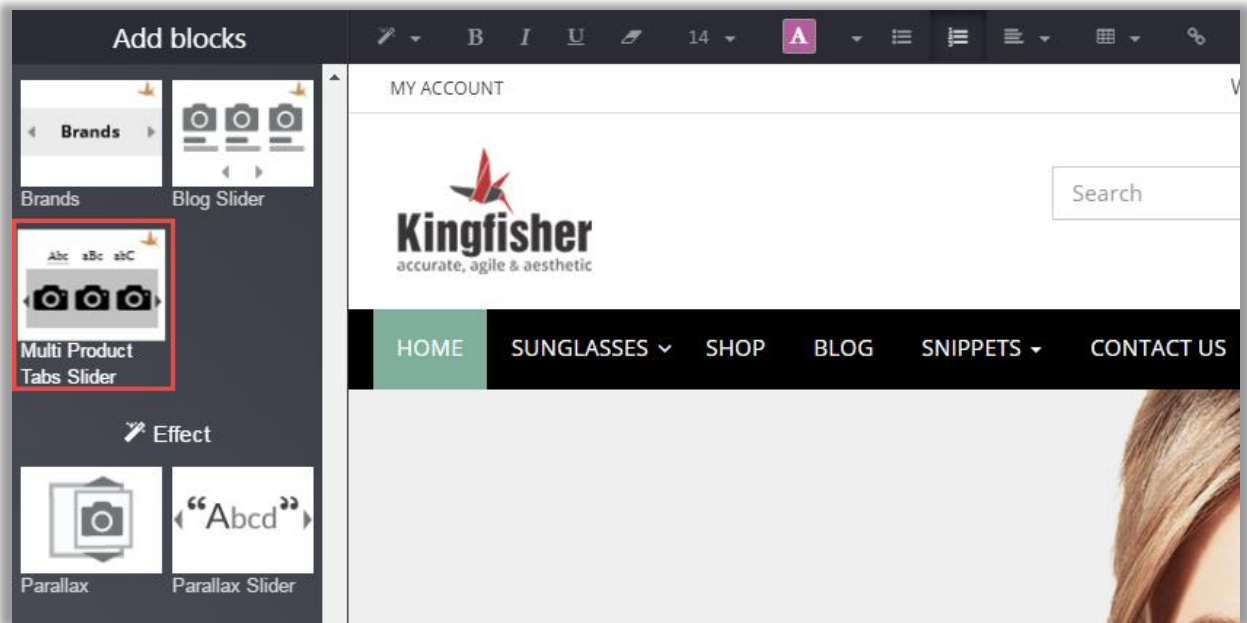 Add blocks
B I U 14 A
Brands
Brands
Blog Slider
Abc aBc abC
Multi Product
Tabs Slider
Effect
“Abcd”
Parallax
Parallax Slider
MY ACCOUNT
Kingfisher
accurate, agile & aesthetic
Search
HOME SUNGLASSES SHOP BLOG SNIPPETS CONTACT US